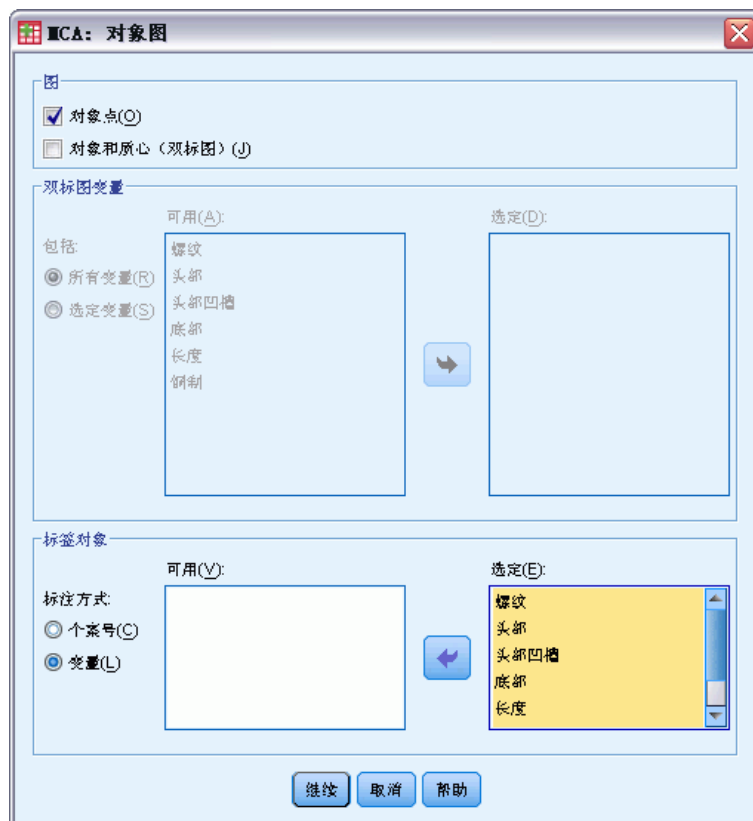 MCA: 对象图
图
对象点(O)
对象和质心（双标图）(J)
双标图变量
可用(A):
选定(D):
包括:
所有变量(R)
选定变量(S)
螺纹
头部
头部凹槽
底部
长度
铜制
标签对象
可用(V):
选定(E):
标注方式:
个案号(C)
变量(L)
螺纹
头部
头部凹槽
底部
长度
继续
取消
帮助